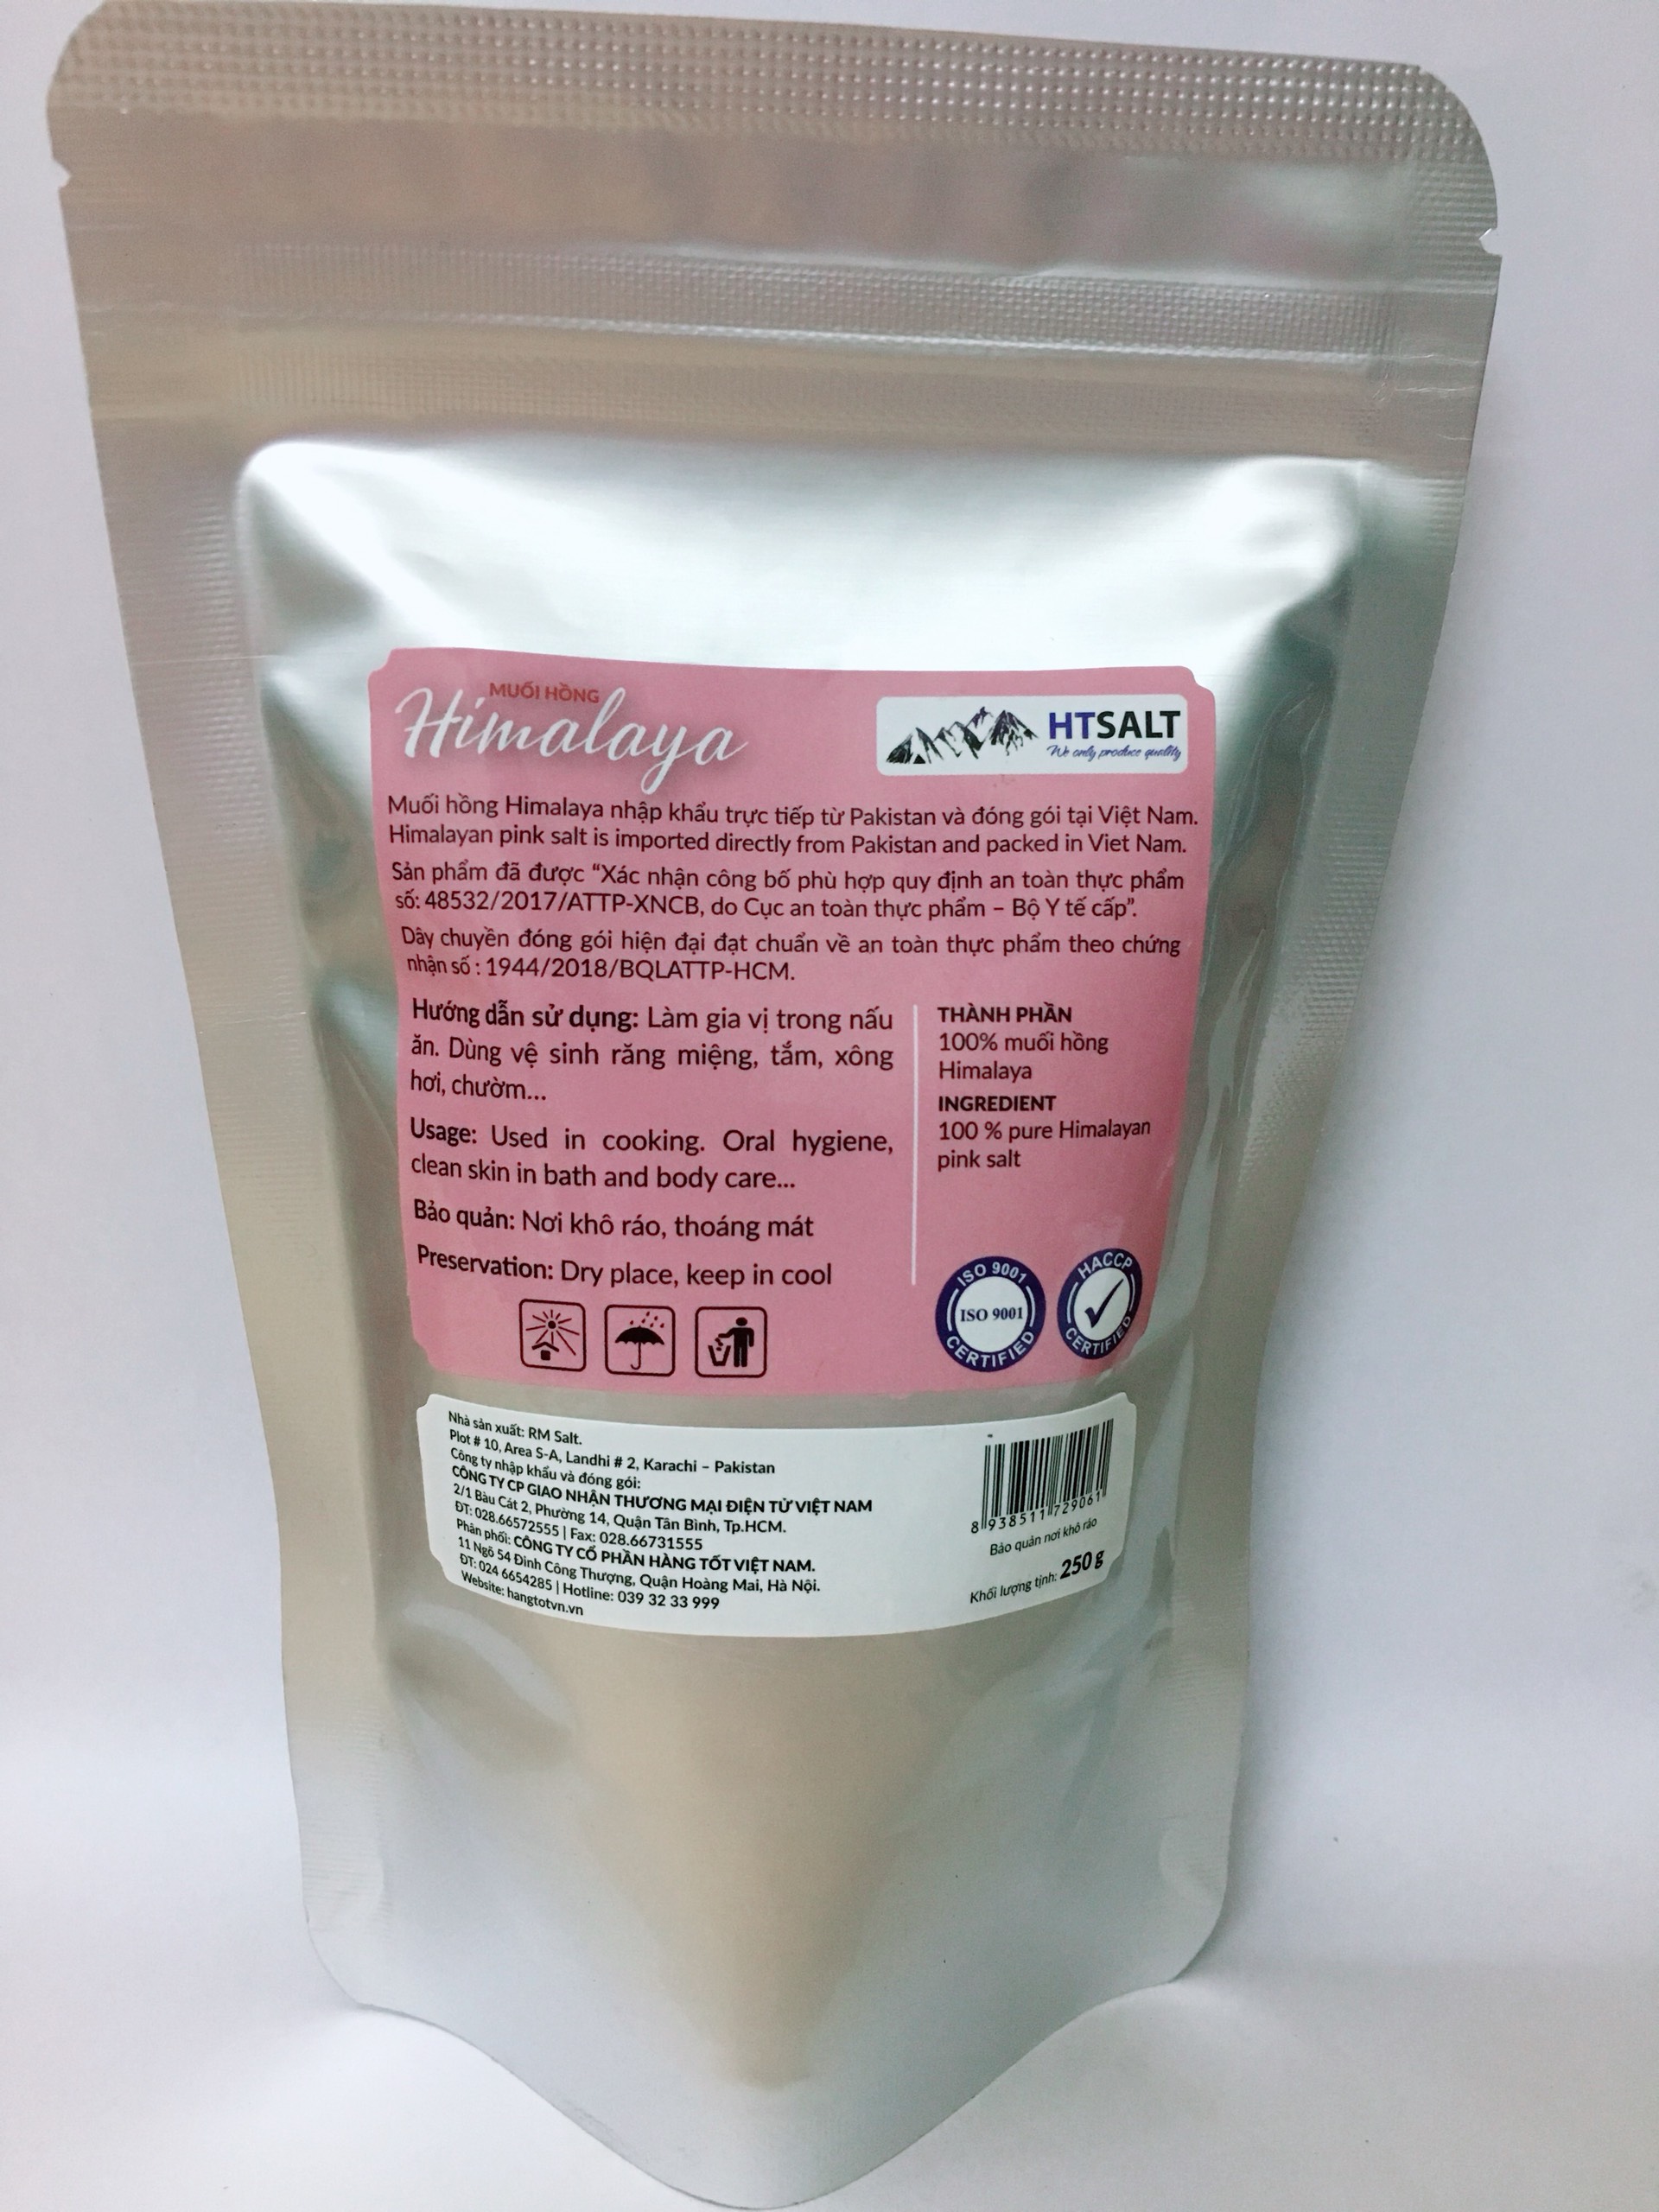 MUỐI HỒNG
Himalaya
HTSALT
We only produce quality
Muối hồng Himalaya nhập khẩu trực tiếp từ Pakistan và đóng gói tại Việt Nam.
Himalayan pink salt is imported directly from Pakistan and packed in Viet Nam.
Sản phẩm đã được “Xác nhận công bố phù hợp quy định an toàn thực phẩm
số: 48532/2017/ATTP-XNCB, do Cục an toàn thực phẩm – Bộ Y tế cấp”.
Dây chuyền đóng gói hiện đại đạt chuẩn về an toàn thực phẩm theo chứng
nhận số : 1944/2018/BQLATTP-HCM.
Hướng dẫn sử dụng: Làm gia vị trong nấu
ăn. Dùng vệ sinh răng miệng, tắm, xông
hơi, chườm...
Usage: Used in cooking. Oral hygiene,
clean skin in bath and body care...
Bảo quản: Nơi khô ráo, thoáng mát
Preservation: Dry place, keep in cool
THÀNH PHẦN
100% muối hồng
Himalaya
INGREDIENT
100 % pure Himalayan
pink salt
ISO 9001
ISO 9001
CERTIFIED
HACCP
CERTIFIED
Nhà sản xuất: RM Salt.
Plot # 10, Area S-A, Landhi # 2, Karachi – Pakistan
Công ty nhập khẩu và đóng gói:
CÔNG TY CP GIAO NHẬN THƯƠNG MẠI ĐIỆN TỬ VIỆT NAM
2/1 Bàu Cát 2, Phường 14, Quận Tân Bình, Tp.HCM.
ĐT: 028.66572555 | Fax: 028.66731555
Phân phối: CÔNG TY CỔ PHẦN HÀNG TỐT VIỆT NAM.
11 Ngõ 54 Đình Công Thượng, Quận Hoàng Mai, Hà Nội.
ĐT: 024 6654285 | Hotline: 039 32 33 999
Website: hangtotvn.vn
8 938511 729061
Bảo quản nơi khô ráo
Khối lượng tịnh: 250 g